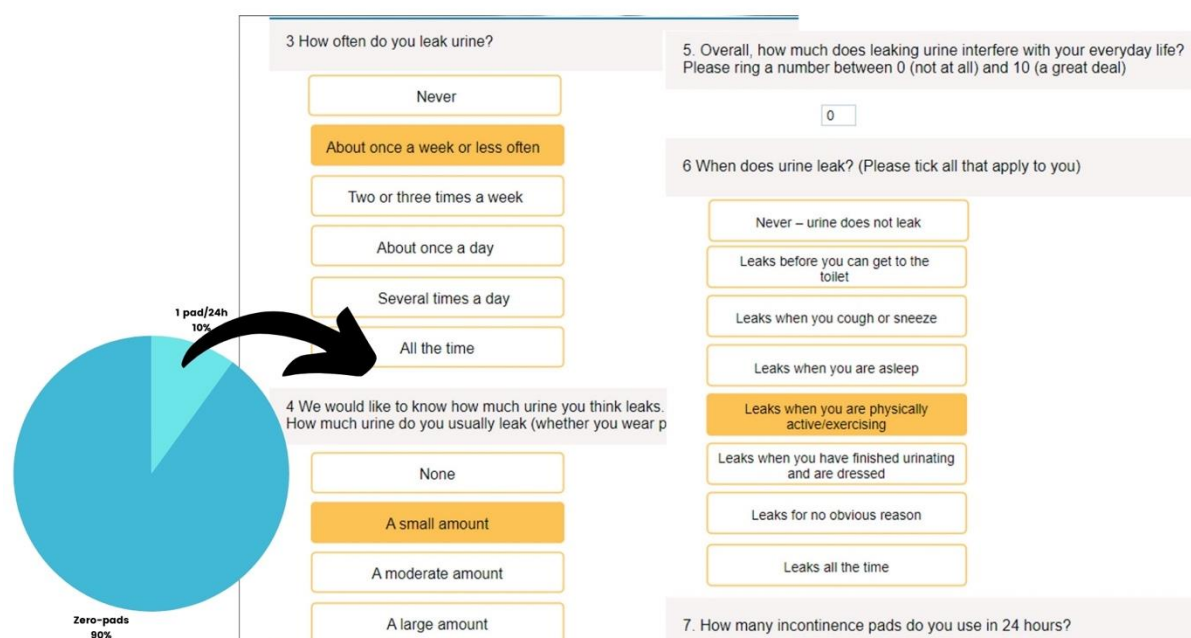 3 How often do you leak urine?
Never
About once a week or less often
Two or three times a week
About once a day
Several times a day
All the time
4 We would like to know how much urine you think leaks.
How much urine do you usually leak (whether you wear p
None
A small amount
A moderate amount
A large amount
5. Overall, how much does leaking urine interfere with your everyday life?
Please ring a number between 0 (not at all) and 10 (a great deal)
0
6 When does urine leak? (Please tick all that apply to you)
Never – urine does not leak
Leaks before you can get to the
toilet
Leaks when you cough or sneeze
Leaks when you are asleep
Leaks when you are physically
active/exercising
Leaks when you have finished urinating
and are dressed
Leaks for no obvious reason
Leaks all the time
7. How many incontinence pads do you use in 24 hours?
1 pad/24h
10%
Zero-pads
90%